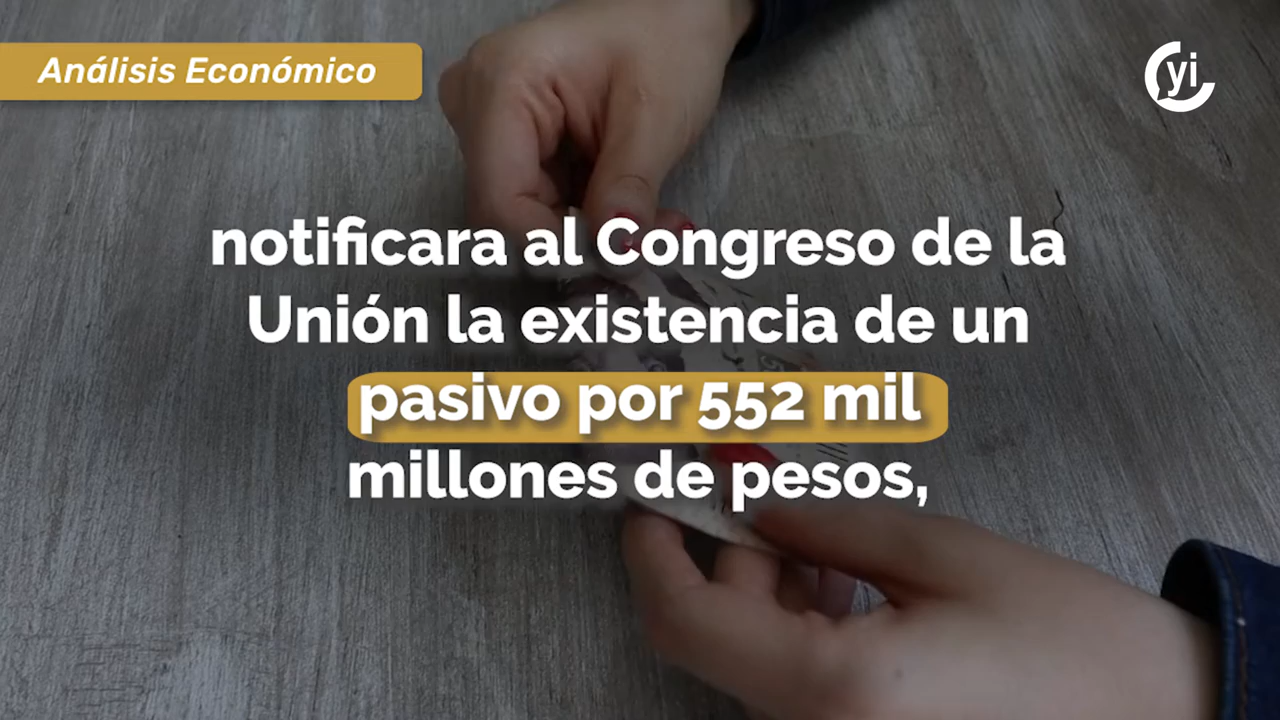 Análisis Económico
yi
notificara al Congreso de la
Unión la existencia de un
pasivo por 552 mil
millones de pesos,